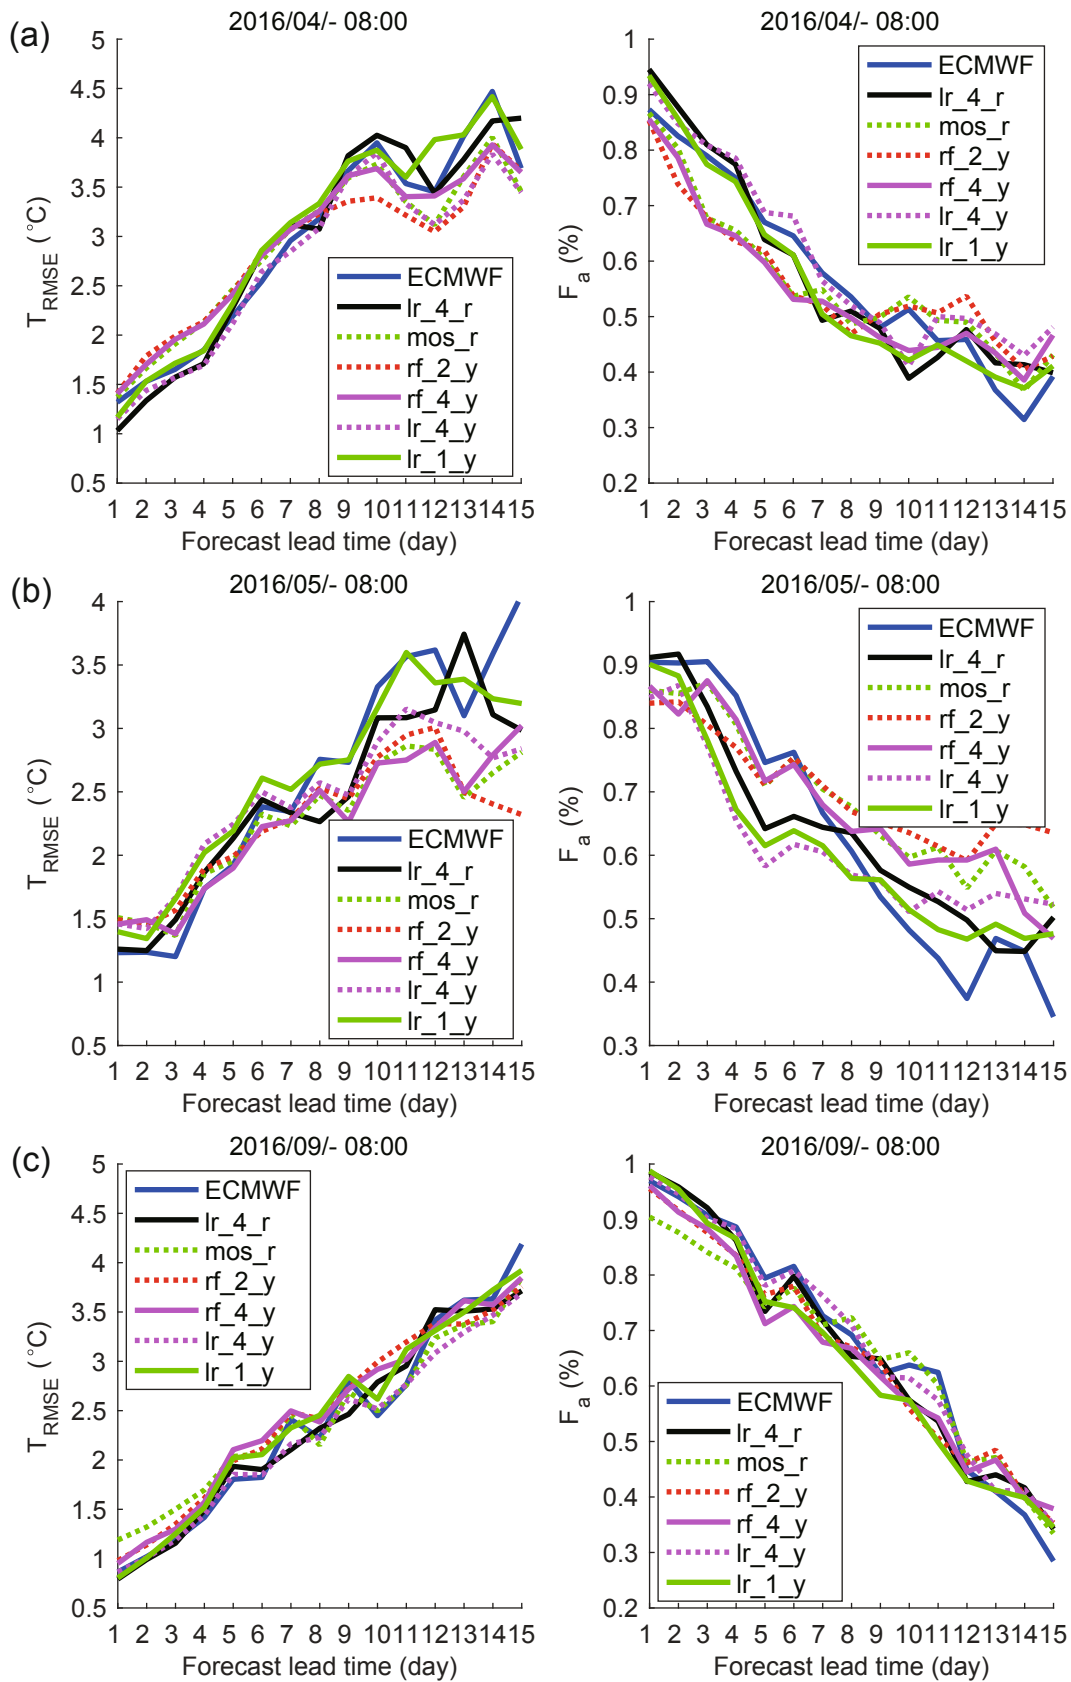 (a)
2016/04/- 08:00
5
4.5
4
3.5
3
2.5
2
1.5
1
0.5
T_RMSE (°C)
ECMWF
lr_4_r
mos_r
rf_2_y
rf_4_y
lr_4_y
lr_1_y
1 2 3 4 5 6 7 8 9 10 11 12 13 14 15
Forecast lead time (day)
2016/04/- 08:00
1
0.9
0.8
0.7
0.6
0.5
0.4
0.3
0.2
F_a (%)
ECMWF
lr_4_r
mos_r
rf_2_y
rf_4_y
lr_4_y
lr_1_y
1 2 3 4 5 6 7 8 9 10 11 12 13 14 15
Forecast lead time (day)
(b)
2016/05/- 08:00
4
3.5
3
2.5
2
1.5
1
0.5
T_RMSE (°C)
ECMWF
lr_4_r
mos_r
rf_2_y
rf_4_y
lr_4_y
lr_1_y
1 2 3 4 5 6 7 8 9 10 11 12 13 14 15
Forecast lead time (day)
2016/05/- 08:00
1
0.9
0.8
0.7
0.6
0.5
0.4
0.3
F_a (%)
ECMWF
lr_4_r
mos_r
rf_2_y
rf_4_y
lr_4_y
lr_1_y
1 2 3 4 5 6 7 8 9 10 11 12 13 14 15
Forecast lead time (day)
(c)
2016/09/- 08:00
5
4.5
4
3.5
3
2.5
2
1.5
1
0.5
T_RMSE (°C)
ECMWF
lr_4_r
mos_r
rf_2_y
rf_4_y
lr_4_y
lr_1_y
1 2 3 4 5 6 7 8 9 10 11 12 13 14 15
Forecast lead time (day)
2016/09/- 08:00
1
0.9
0.8
0.7
0.6
0.5
0.4
0.3
0.2
F_a (%)
ECMWF
lr_4_r
mos_r
rf_2_y
rf_4_y
lr_4_y
lr_1_y
1 2 3 4 5 6 7 8 9 10 11 12 13 14 15
Forecast lead time (day)